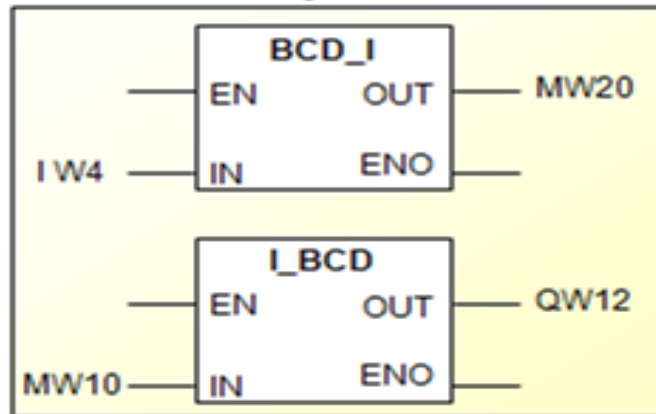 BCD_I
EN OUT MW20
I W4 IN ENO
I_BCD
EN OUT QW12
MW10 IN ENO